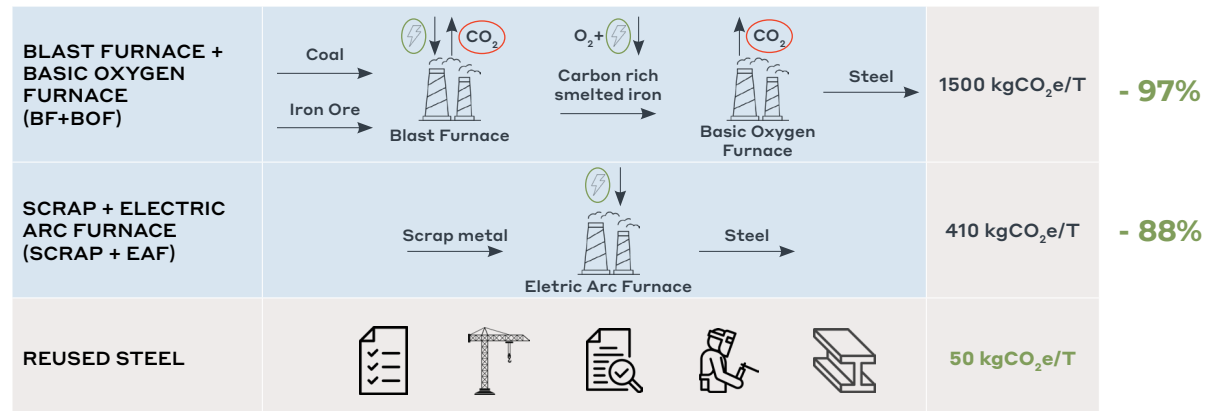 BLAST FURNACE +
BASIC OXYGEN
FURNACE
(BF+BOF)
Coal
Iron Ore
CO₂
Blast Furnace
O₂+
Carbon rich
smelted iron
CO₂
Basic Oxygen
Furnace
Steel
1500 kgCO₂e/T
- 97%
SCRAP + ELECTRIC
ARC FURNACE
(SCRAP + EAF)
Scrap metal
Eletric Arc Furnace
Steel
410 kgCO₂e/T
- 88%
REUSED STEEL
50 kgCO₂e/T